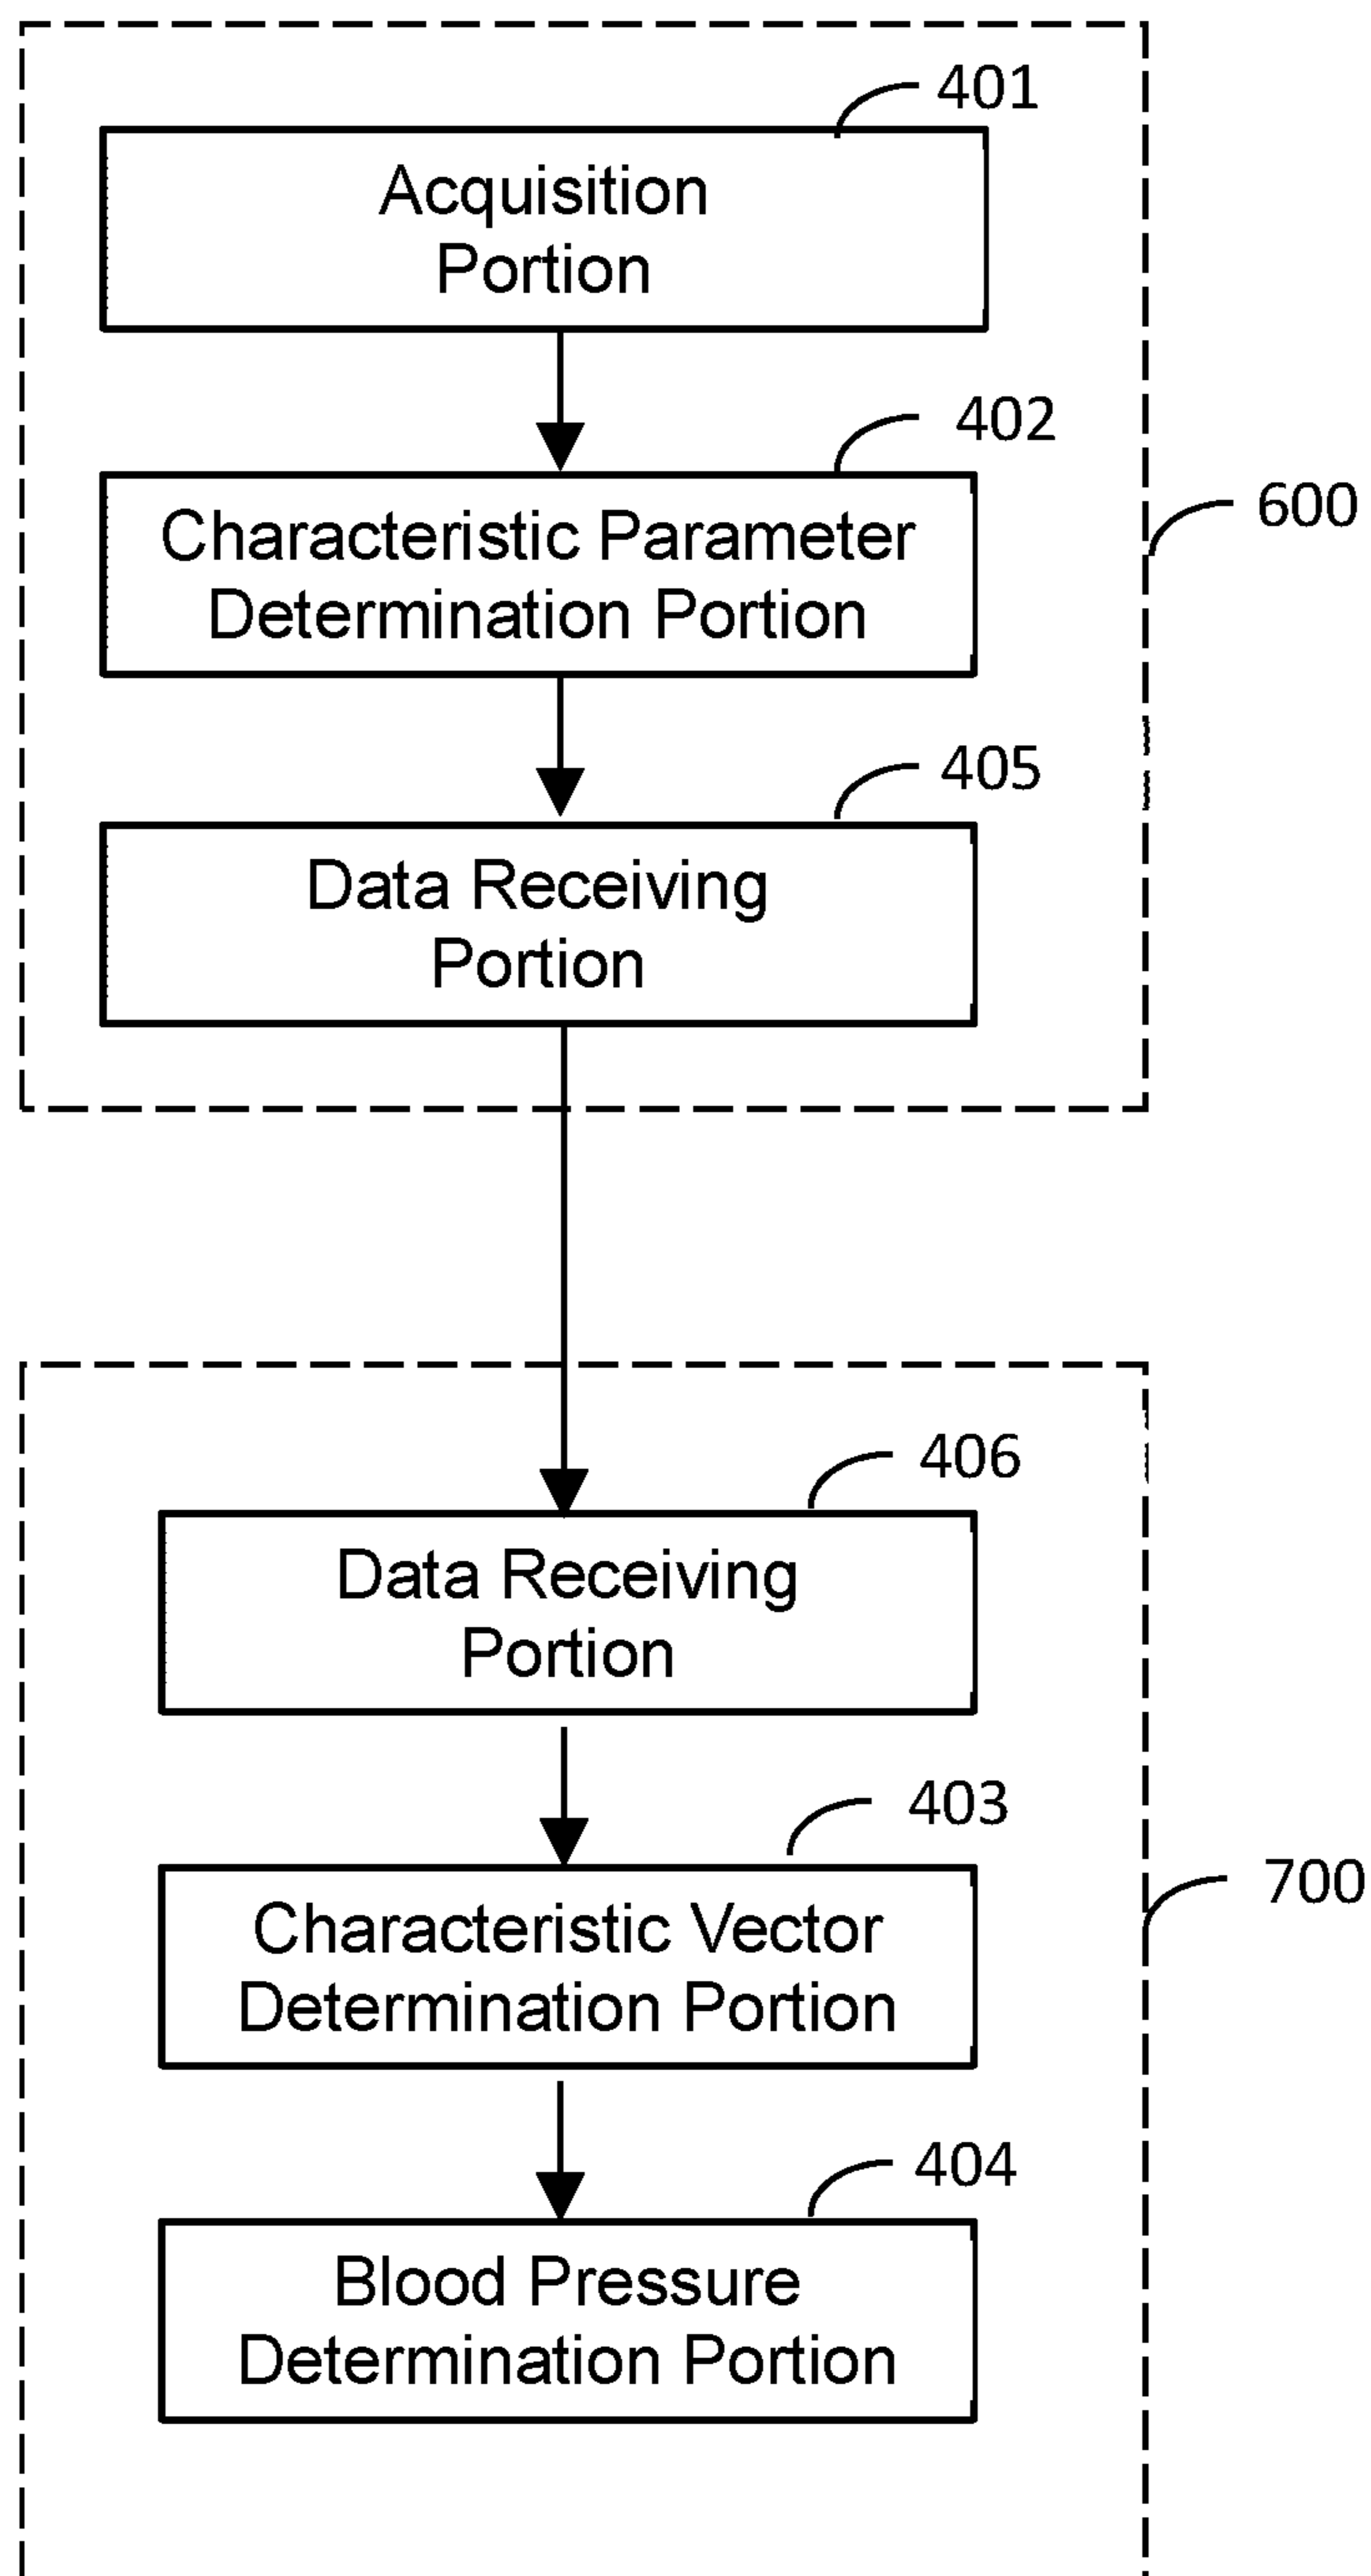 401
Acquisition
Portion
402
Characteristic Parameter
Determination Portion
600
405
Data Receiving
Portion
406
Data Receiving
Portion
403
Characteristic Vector
Determination Portion
700
404
Blood Pressure
Determination Portion